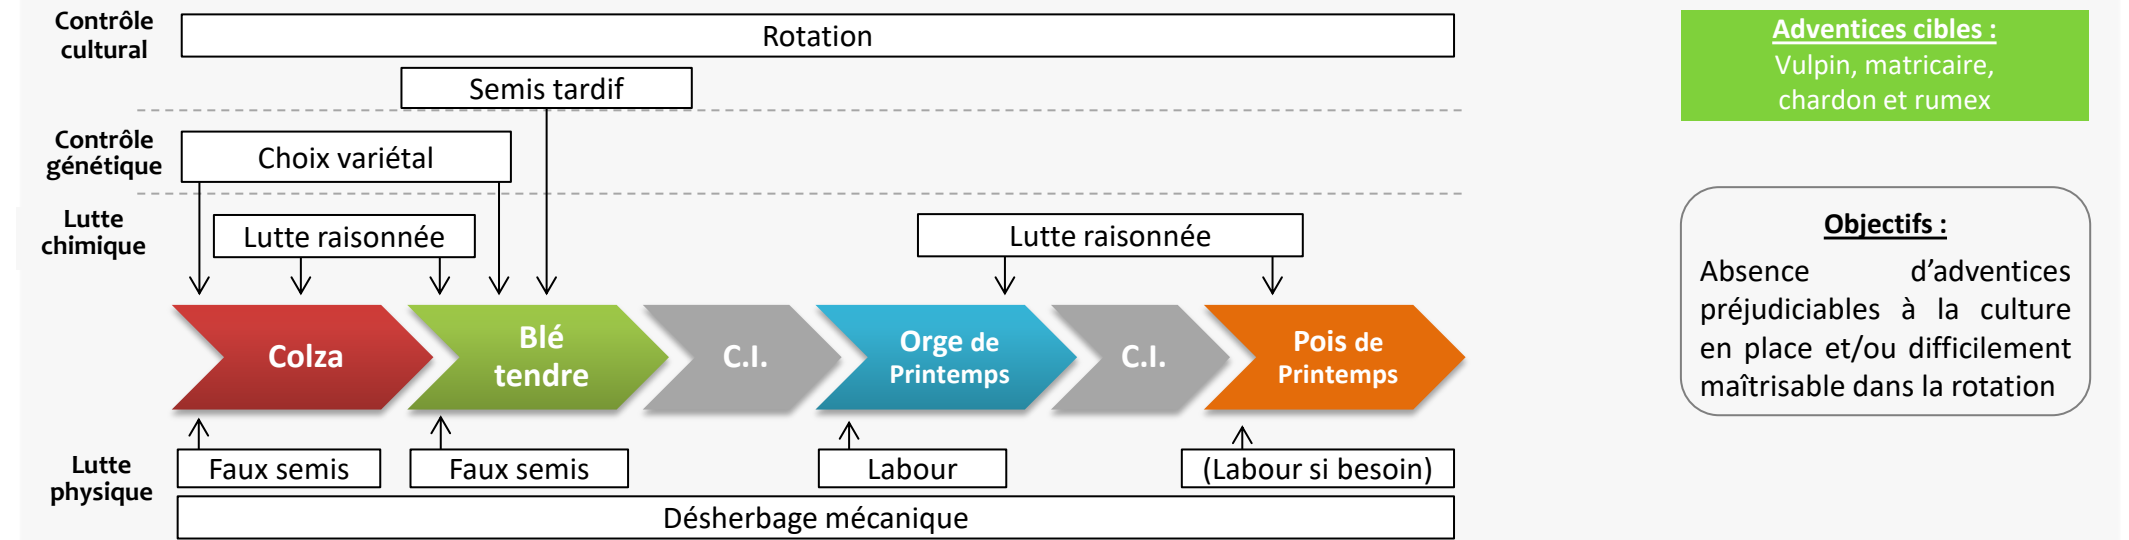 Contrôle
cultural
Rotation
Semis tardif
Contrôle
génétique
Choix variétal
Lutte
chimique
Lutte raisonnée
Lutte raisonnée
Colza
Blé
tendre
C.I.
Orge de
Printemps
C.I.
Pois de
Printemps
Lutte
physique
Faux semis
Faux semis
Labour
(Labour si besoin)
Désherbage mécanique
Adventices cibles :
Vulpin, matricaire,
chardon et rumex
Objectifs :
Absence d’adventices
préjudiciables à la culture
en place et/ou difficilement
maîtrisable dans la rotation